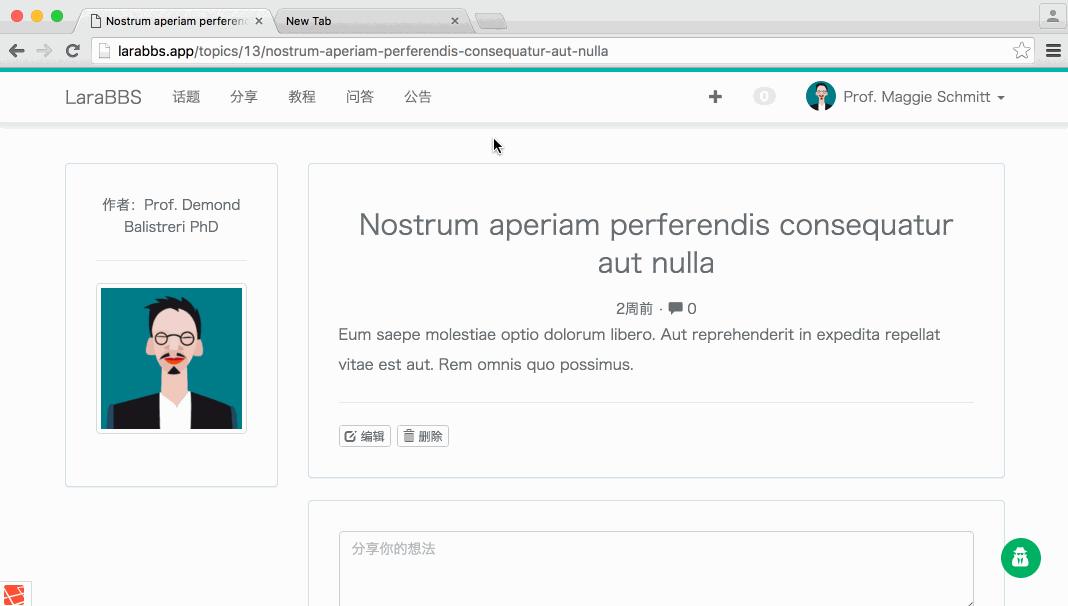 Nostrum aperiam perferen
New Tab
larabbs.app/topics/13/nostrum-aperiam-perferendis-consequatur-aut-nulla
LaraBBS 话题 分享 教程 问答 公告 0 Prof. Maggie Schmitt
作者：Prof. Demond
Balistreri PhD
Nostrum aperiam perferendis consequatur
aut nulla
2周前 · 0
Eum saepe molestiae optio dolorum libero. Aut reprehenderit in expedita repellat
vitae est aut. Rem omnis quo possimus.
编辑 删除
分享你的想法